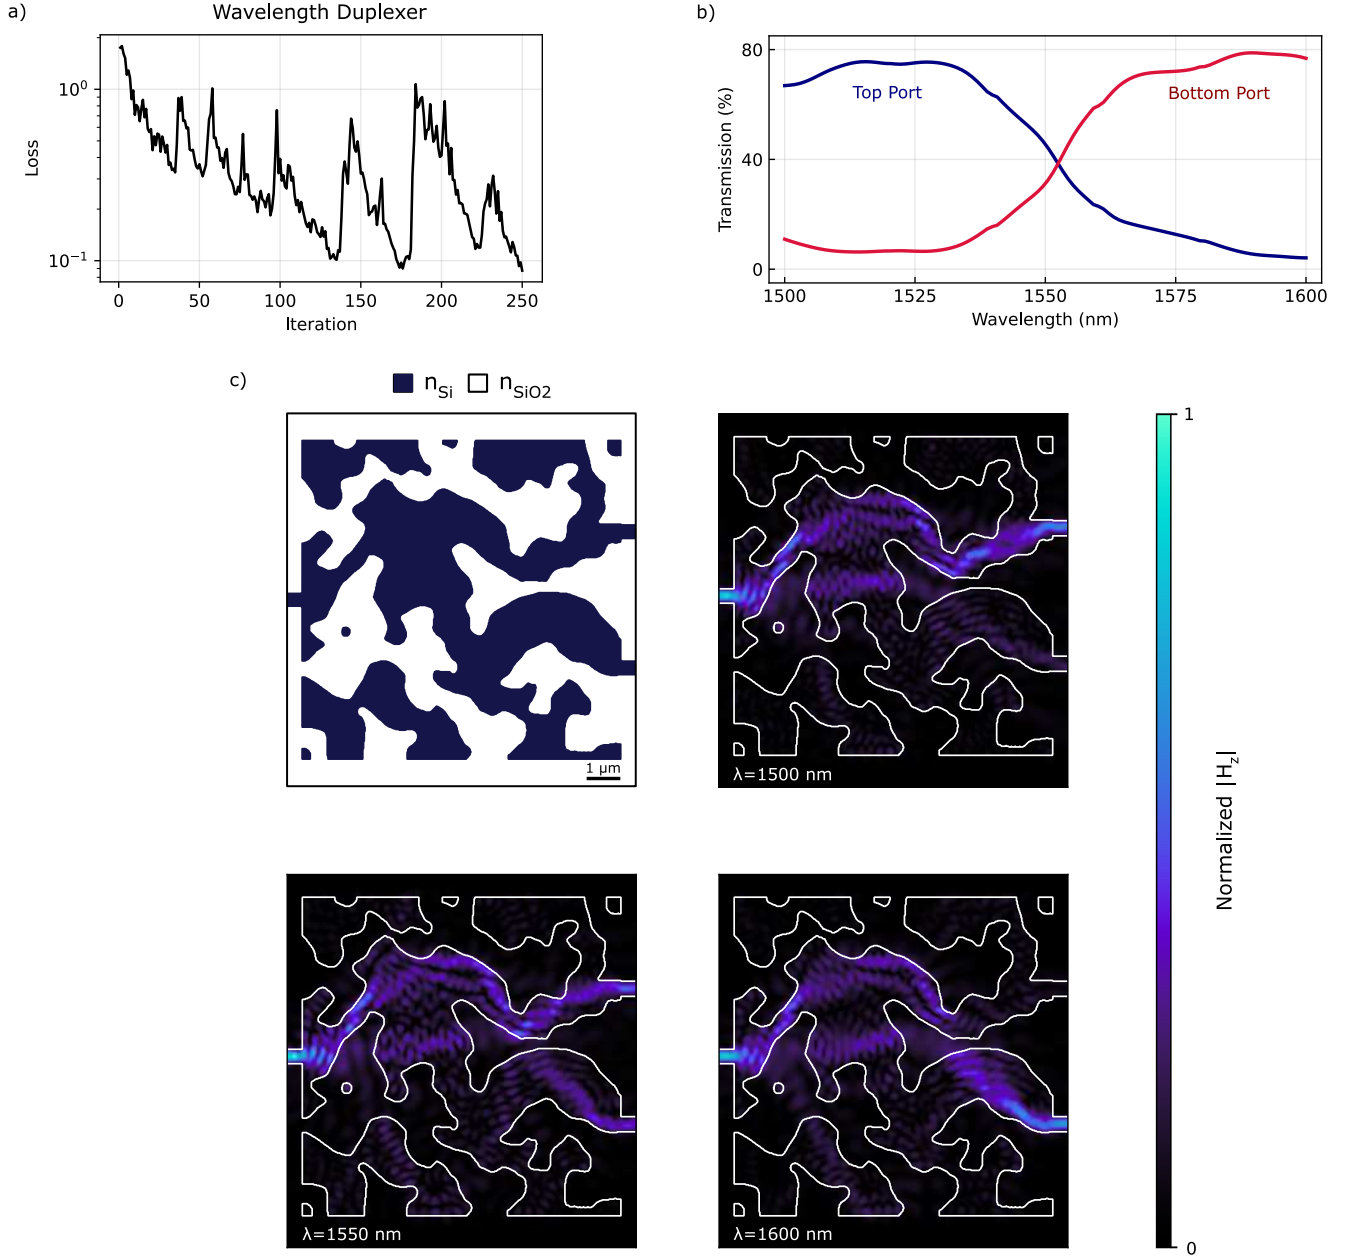 a)
Wavelength Duplexer
10^0
10^−1
Loss
0 50 100 150 200 250
Iteration
b)
80
40
0
Transmission (%)
Top Port
Bottom Port
1500 1525 1550 1575 1600
Wavelength (nm)
c)
n_Si n_SiO2
1 μm
λ=1500 nm
λ=1550 nm
λ=1600 nm
1
Normalized |H_z|
0